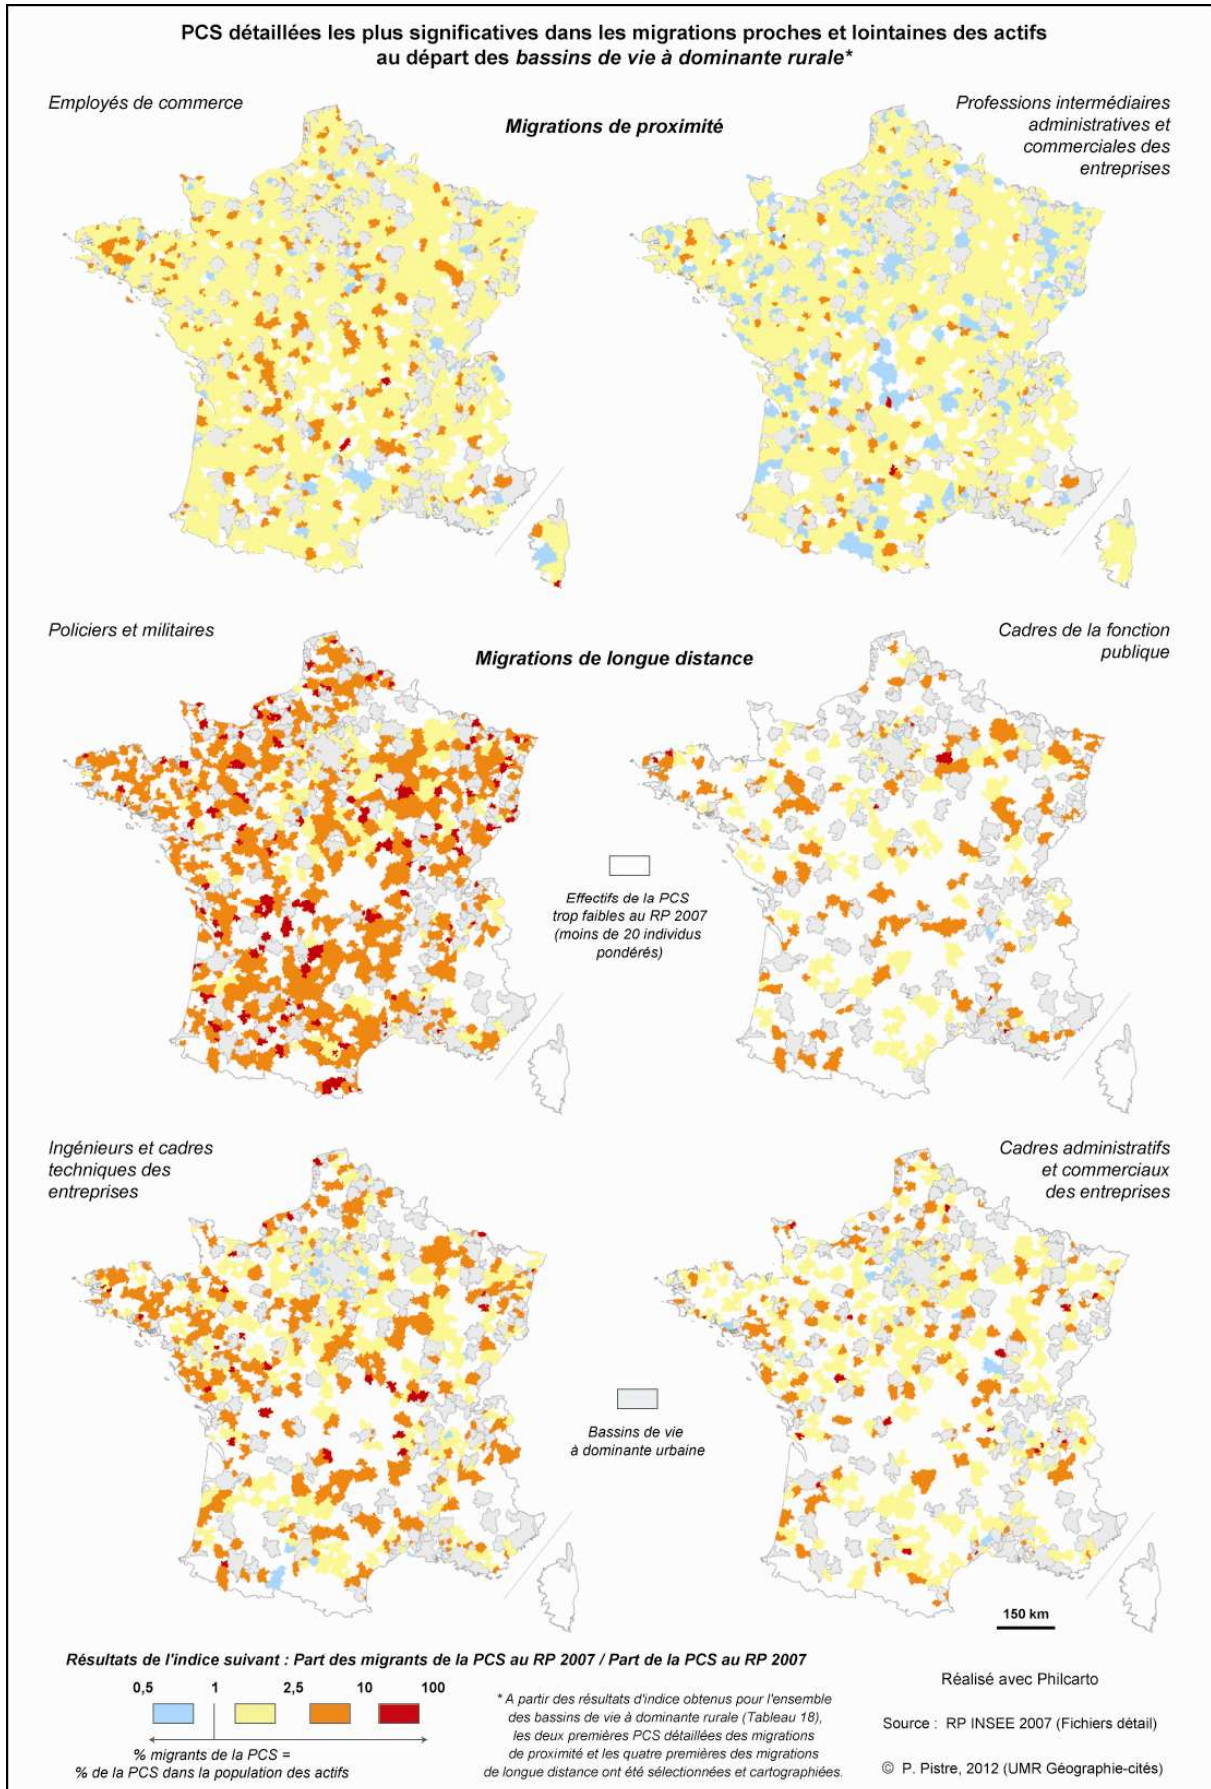 PCS détaillées les plus significatives dans les migrations proches et lointaines des actifs
au départ des bassins de vie à dominante rurale*
Employés de commerce
Migrations de proximité
Professions intermédiaires
administratives et
commerciales des
entreprises
Policiers et militaires
Migrations de longue distance
Cadres de la fonction
publique
Effectifs de la PCS
trop faibles au RP 2007
(moins de 20 individus
pondérés)
Ingénieurs et cadres
techniques des
entreprises
Cadres administratifs
et commerciaux
des entreprises
Bassins de vie
à dominante urbaine
150 km
Résultats de l'indice suivant : Part des migrants de la PCS au RP 2007 / Part de la PCS au RP 2007
0,5 1 2,5 10 100
% migrants de la PCS =
% de la PCS dans la population des actifs
* A partir des résultats d'indice obtenus pour l'ensemble
des bassins de vie à dominante rurale (Tableau 18),
les deux premières PCS détaillées des migrations
de proximité et les quatre premières des migrations
de longue distance ont été sélectionnées et cartographiées.
Réalisé avec Philcarto
Source : RP INSEE 2007 (Fichiers détail)
© P. Pistre, 2012 (UMR Géographie-cités)